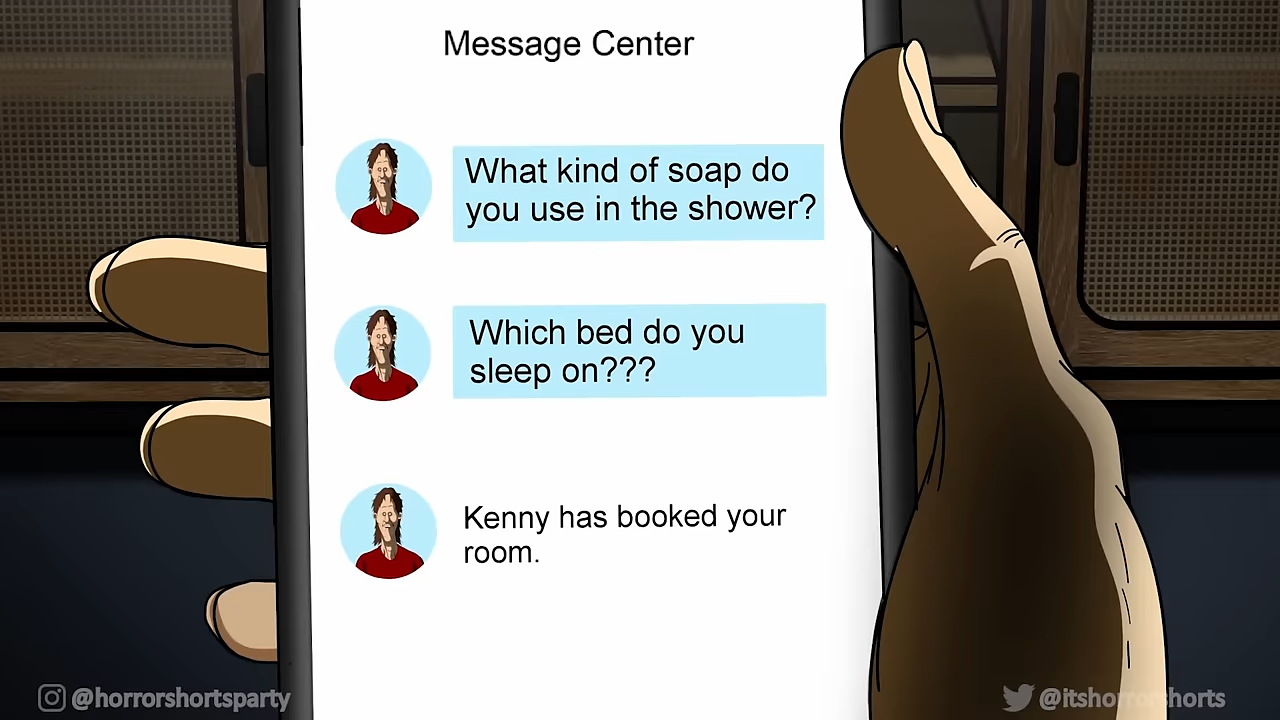 Message Center
What kind of soap do
you use in the shower?
Which bed do you
sleep on???
Kenny has booked your
room.
@horrorshortsparty
@itshorrorshorts